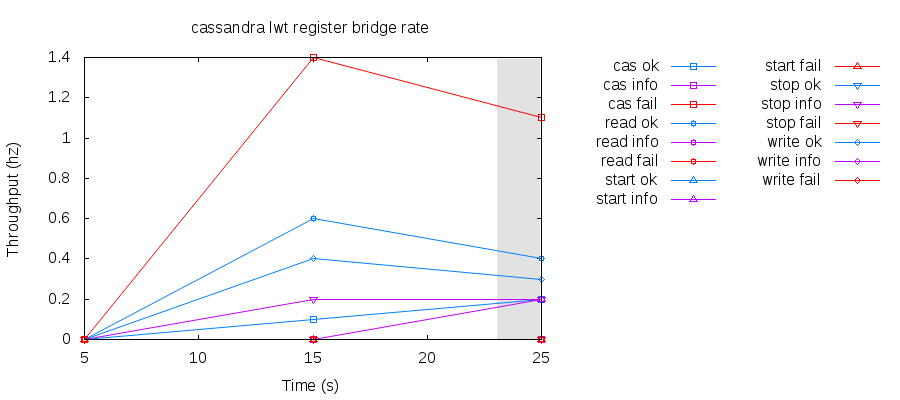 cassandra lwt register bridge rate
1.4
1.2
1
0.8
0.6
0.4
0.2
0
5
10
15
20
25
Throughput (hz)
Time (s)
cas ok
cas info
cas fail
read ok
read info
read fail
start ok
start info
start fail
stop ok
stop info
stop fail
write ok
write info
write fail